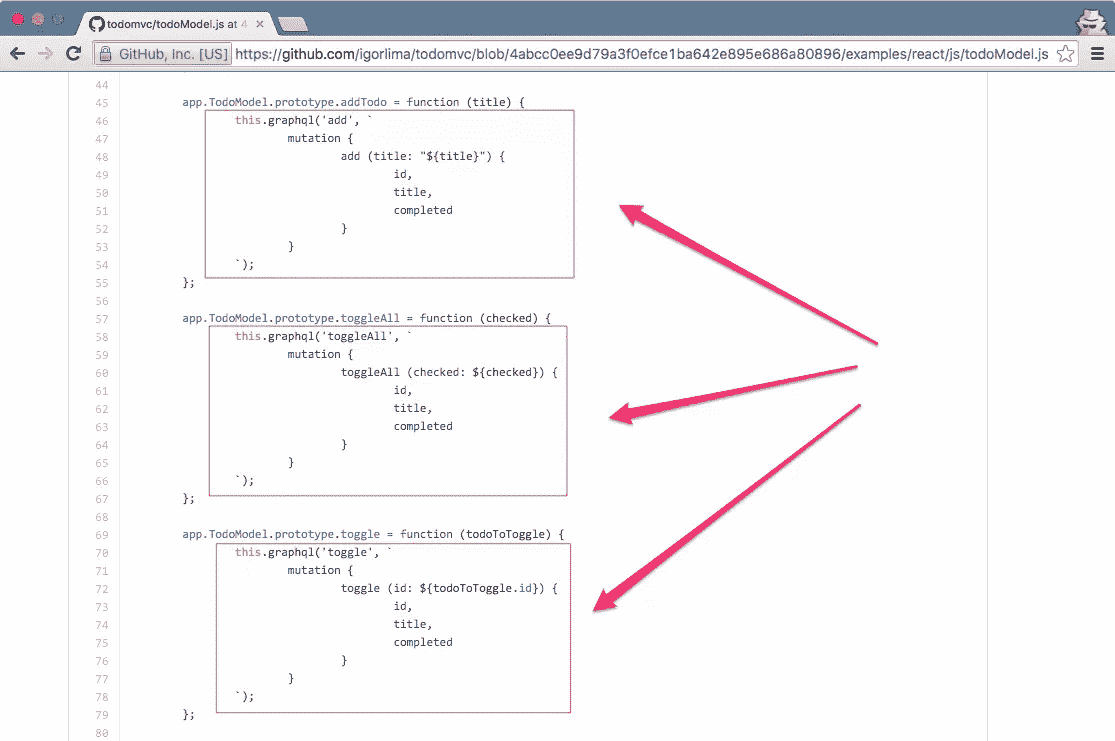 todomvc/todoModel.js at 4
GitHub, Inc. [US] https://github.com/igorlima/todomvc/blob/4abcc0ee9d79a3f0efce1ba642e895e686a80896/examples/react/js/todoModel.js
44
45 app.TodoModel.prototype.addTodo = function (title) {
46 this.graphql('add', `
47 mutation {
48 add (title: "${title}") {
49 id,
50 title,
51 completed
52 }
53 }
54 `);
55 };
56
57 app.TodoModel.prototype.toggleAll = function (checked) {
58 this.graphql('toggleAll', `
59 mutation {
60 toggleAll (checked: ${checked}) {
61 id,
62 title,
63 completed
64 }
65 }
66 `);
67 };
68
69 app.TodoModel.prototype.toggle = function (todoToToggle) {
70 this.graphql('toggle', `
71 mutation {
72 toggle (id: ${todoToToggle.id}) {
73 id,
74 title,
75 completed
76 }
77 }
78 `);
79 };
80